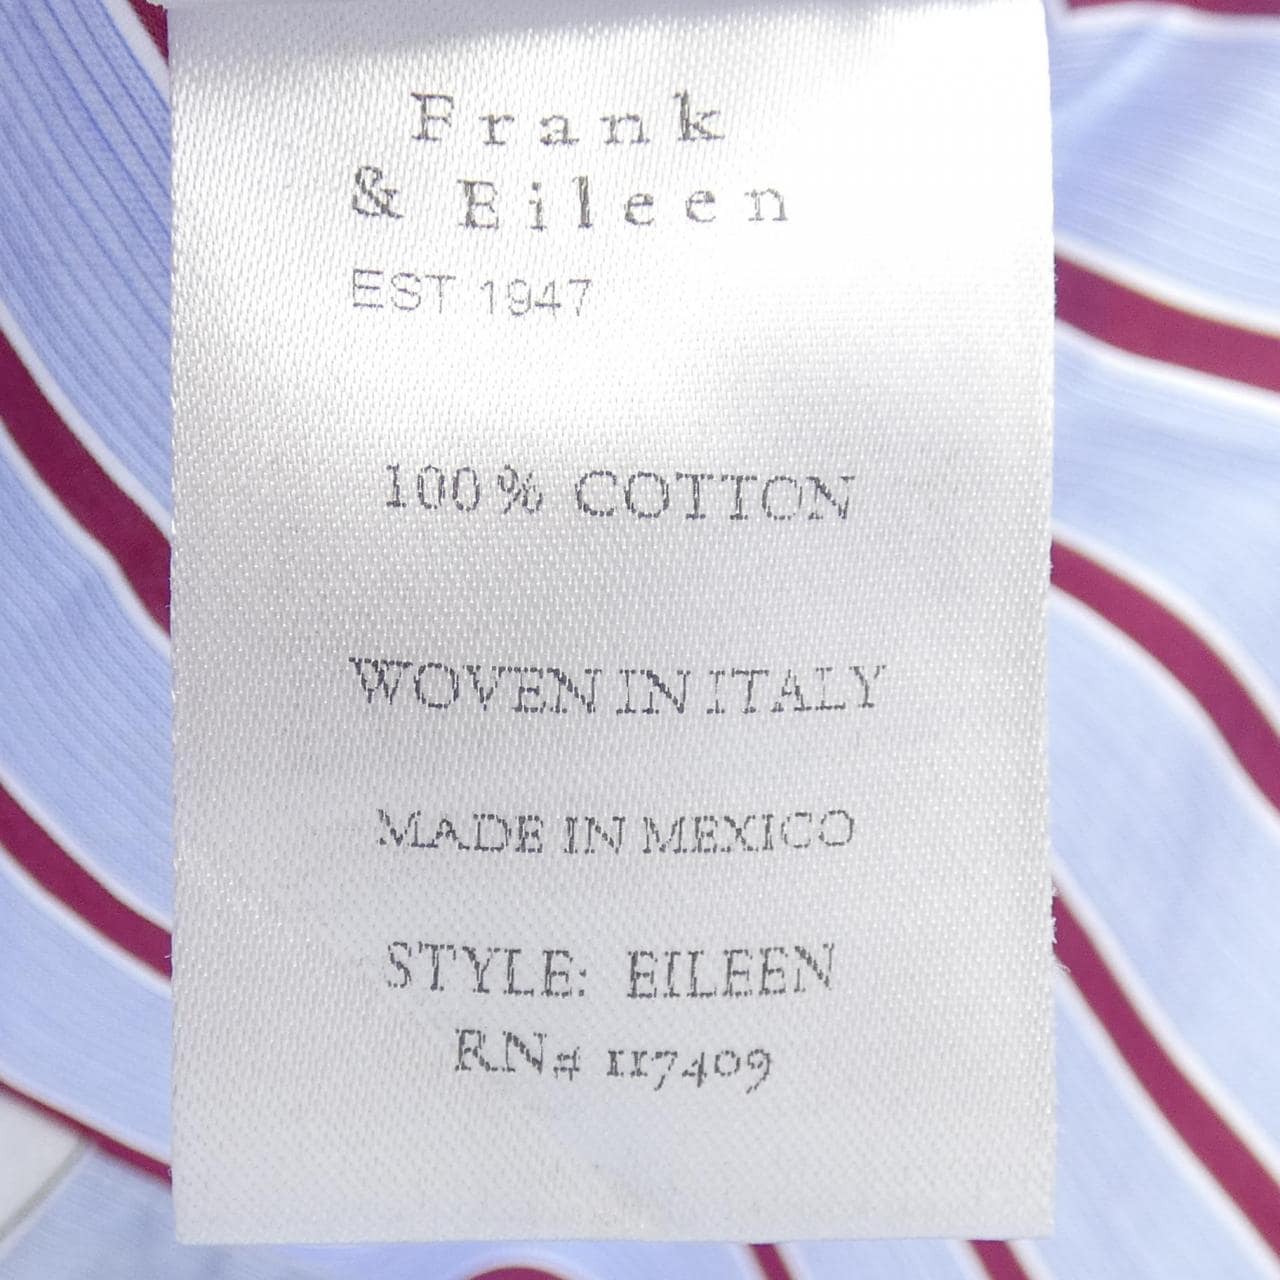 Frank
& Eileen
EST 1947
100% COTTON
WOVEN IN ITALY
MADE IN MEXICO
STYLE: EILEEN
RN# 117409